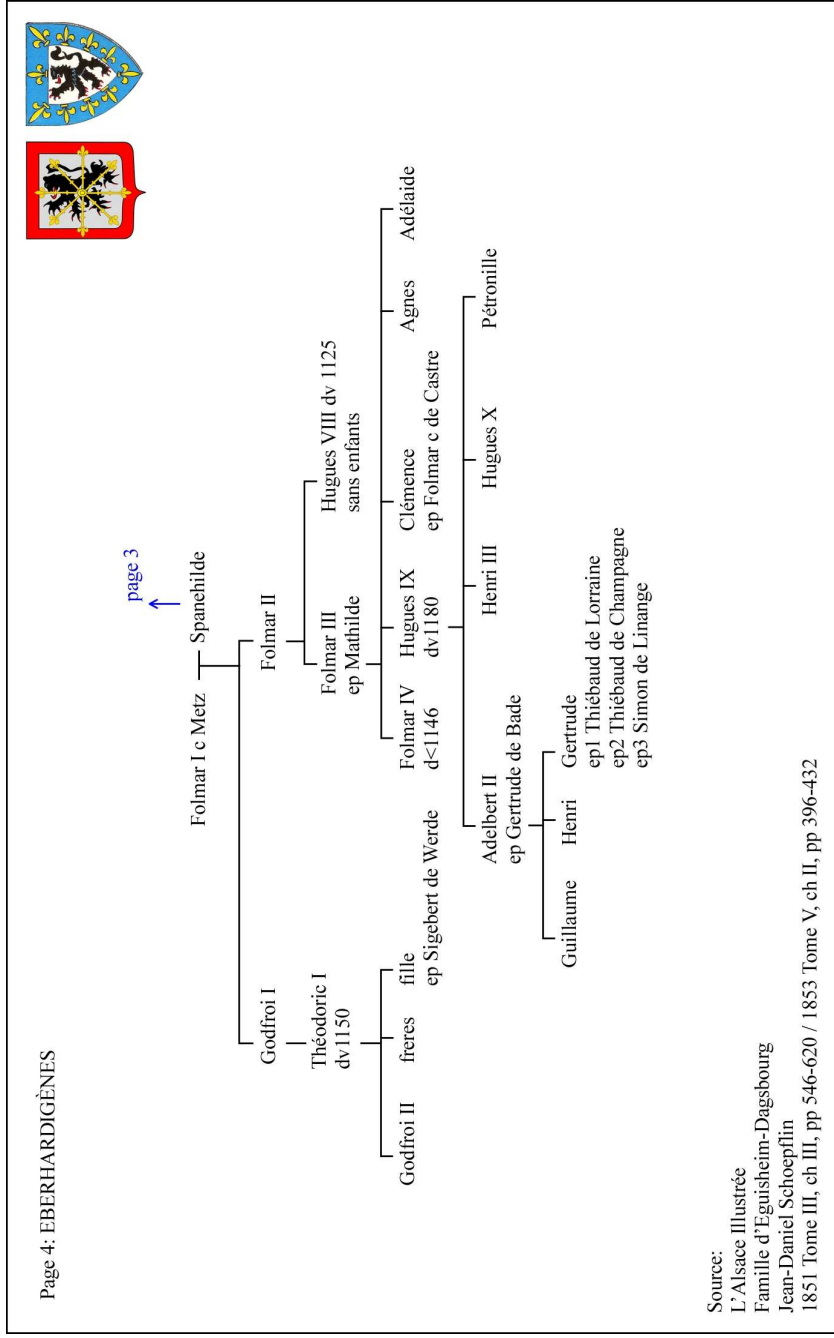 Page 4: EBERHARDIGÈNES
page 3
Folmar I c Metz
Spanehilde
Godfroi I
Folmar II
Théodoric I
dv1150
Folmar III
ep Mathilde
Hugues VIII dv 1125
sans enfants
Godfroi II
freres
fille
ep Sigebert de Werde
Folmar IV
d<1146
Hugues IX
dv1180
Clémence
ep Folmar c de Castre
Agnes
Adélaide
Adelbert II
ep Gertrude de Bade
Henri III
Hugues X
Pétronille
Guillaume
Henri
Gertrude
ep1 Thiébaud de Lorraine
ep2 Thiébaud de Champagne
ep3 Simon de Linange
Source:
L'Alsace Illustrée
Famille d'Eguisheim-Dagsbourg
Jean-Daniel Schoepflin
1851 Tome III, ch III, pp 546-620 / 1853 Tome V, ch II, pp 396-432